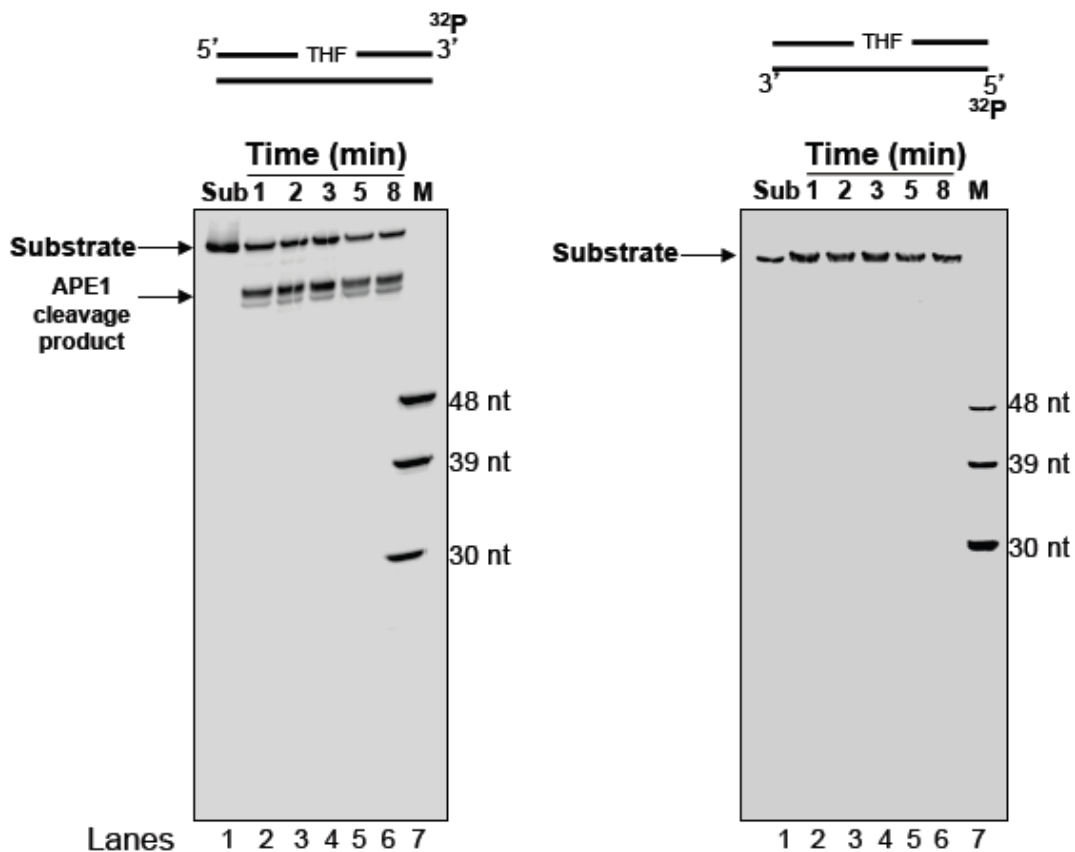 32P
5’ THF 3’
Time (min)
Sub 1 2 3 5 8 M
Substrate
APE1
cleavage
product
48 nt
39 nt
30 nt
Lanes 1 2 3 4 5 6 7
THF
3’ 5’
32P
Time (min)
Sub 1 2 3 5 8 M
Substrate
48 nt
39 nt
30 nt
1 2 3 4 5 6 7